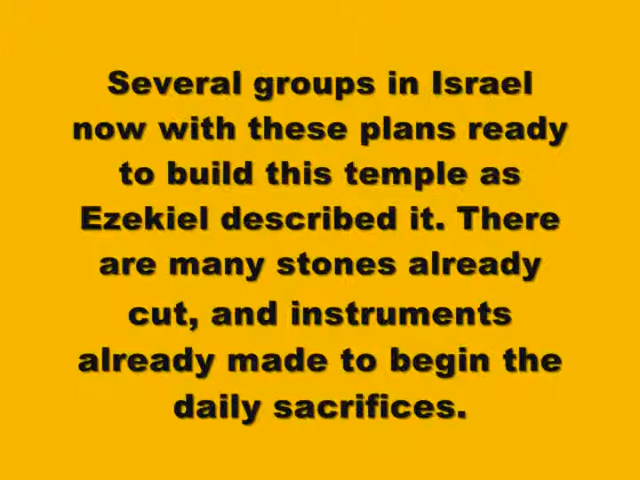 Several groups in Israel
now with these plans ready
to build this temple as
Ezekiel described it. There
are many stones already
cut, and instruments
already made to begin the
daily sacrifices.